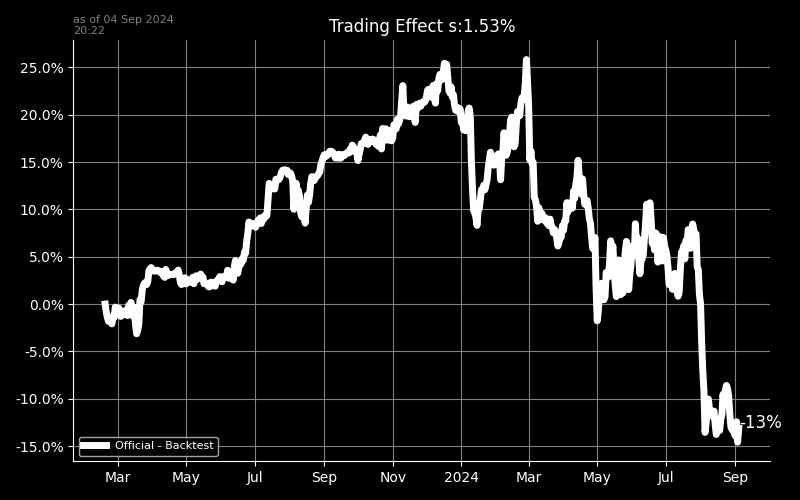 as of 04 Sep 2024
20:22
Trading Effect s:1.53%
25.0%
20.0%
15.0%
10.0%
5.0%
0.0%
-5.0%
-10.0%
-15.0%
-13%
Official - Backtest
Mar May Jul Sep Nov 2024 Mar May Jul Sep